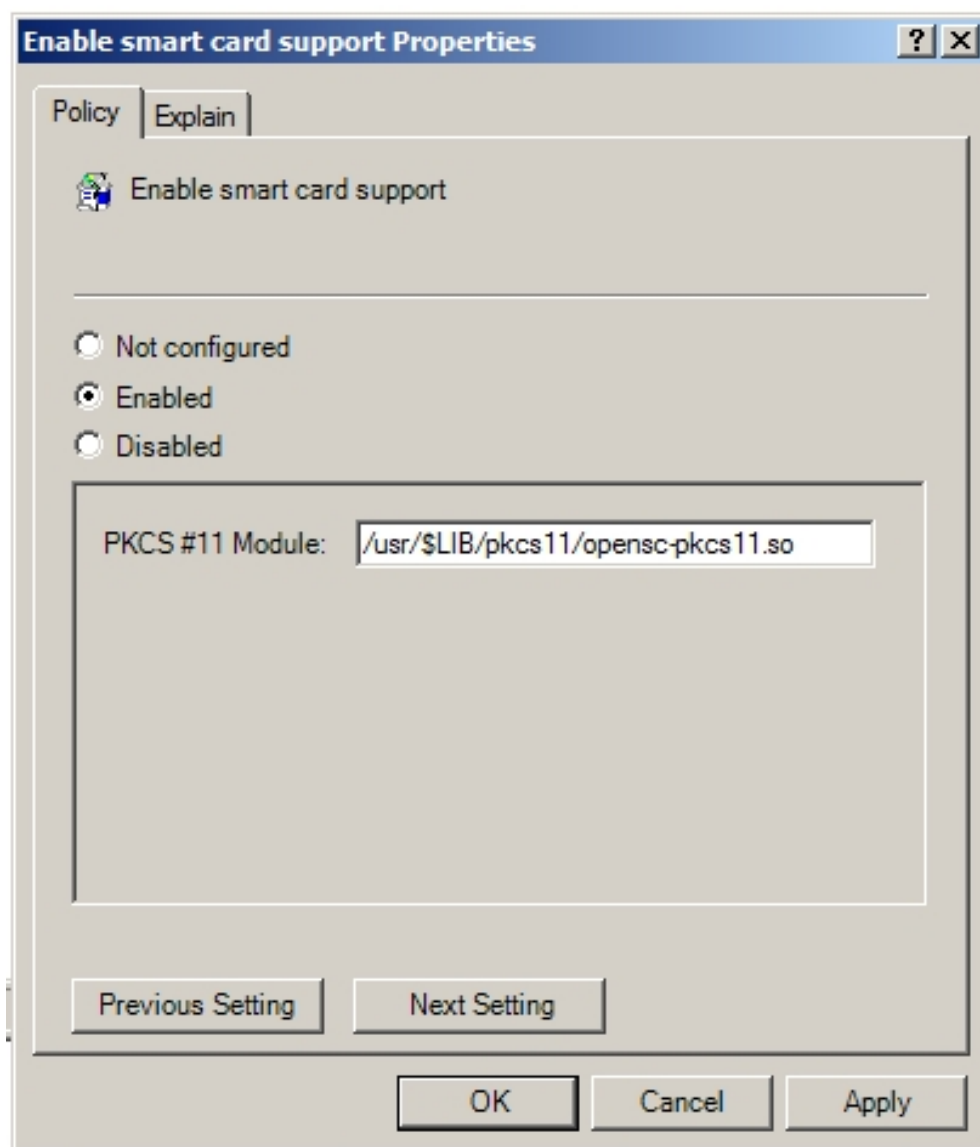 Enable smart card support Properties
Policy
Explain
Enable smart card support
Not configured
Enabled
Disabled
PKCS #11 Module: /usr/$LIB/pkcs11/opensc-pkcs11.so
Previous Setting
Next Setting
OK
Cancel
Apply